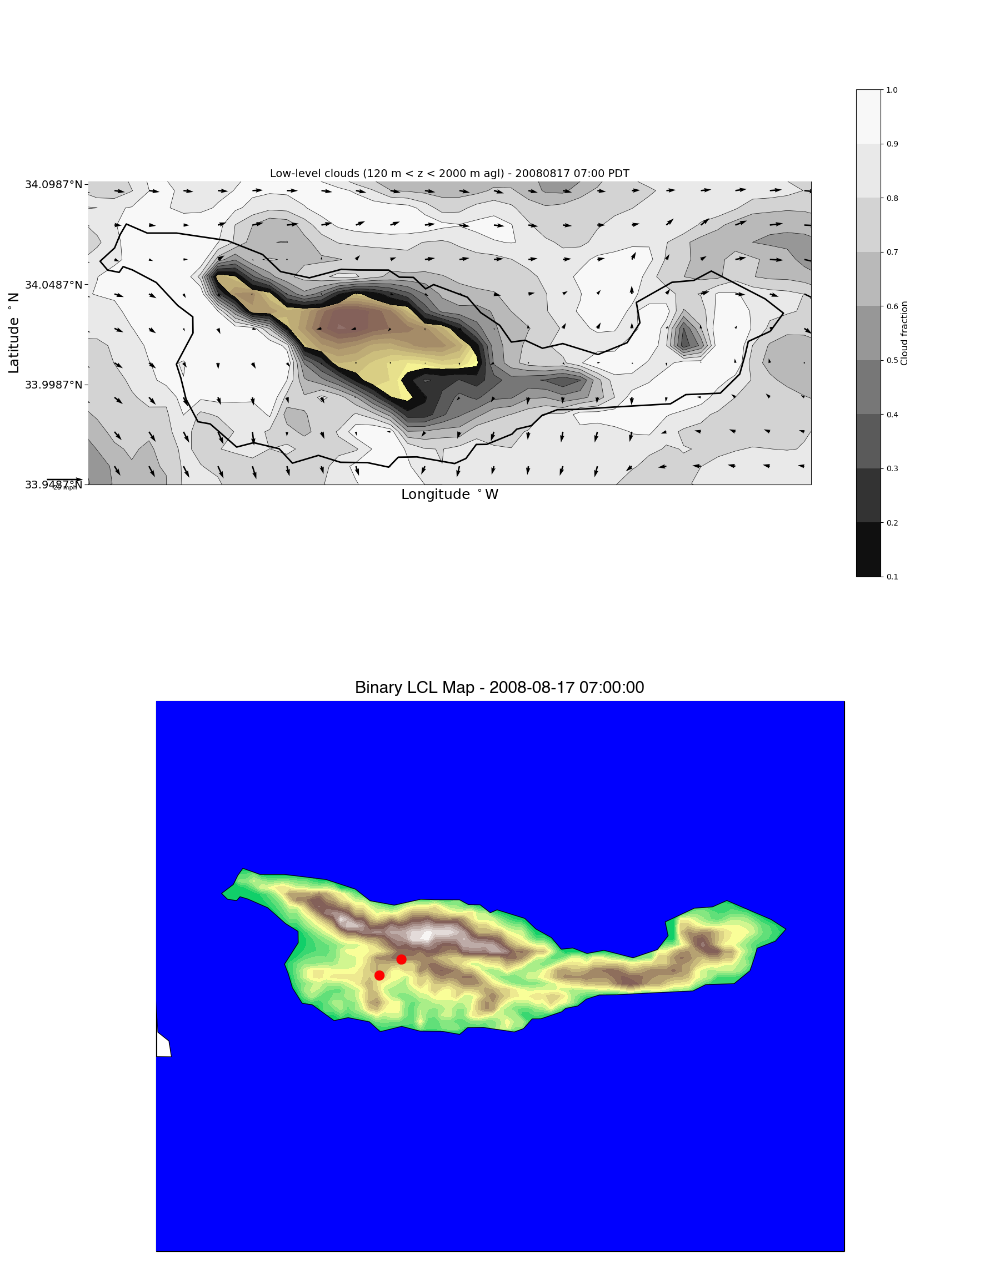 Low-level clouds (120 m < z < 2000 m agl) - 20080817 07:00 PDT
34.0987°N
34.0487°N
33.9987°N
33.9487°N
Latitude °N
Longitude °W
1.0
0.9
0.8
0.7
0.6
0.5
0.4
0.3
0.2
0.1
Cloud fraction
Binary LCL Map - 2008-08-17 07:00:00